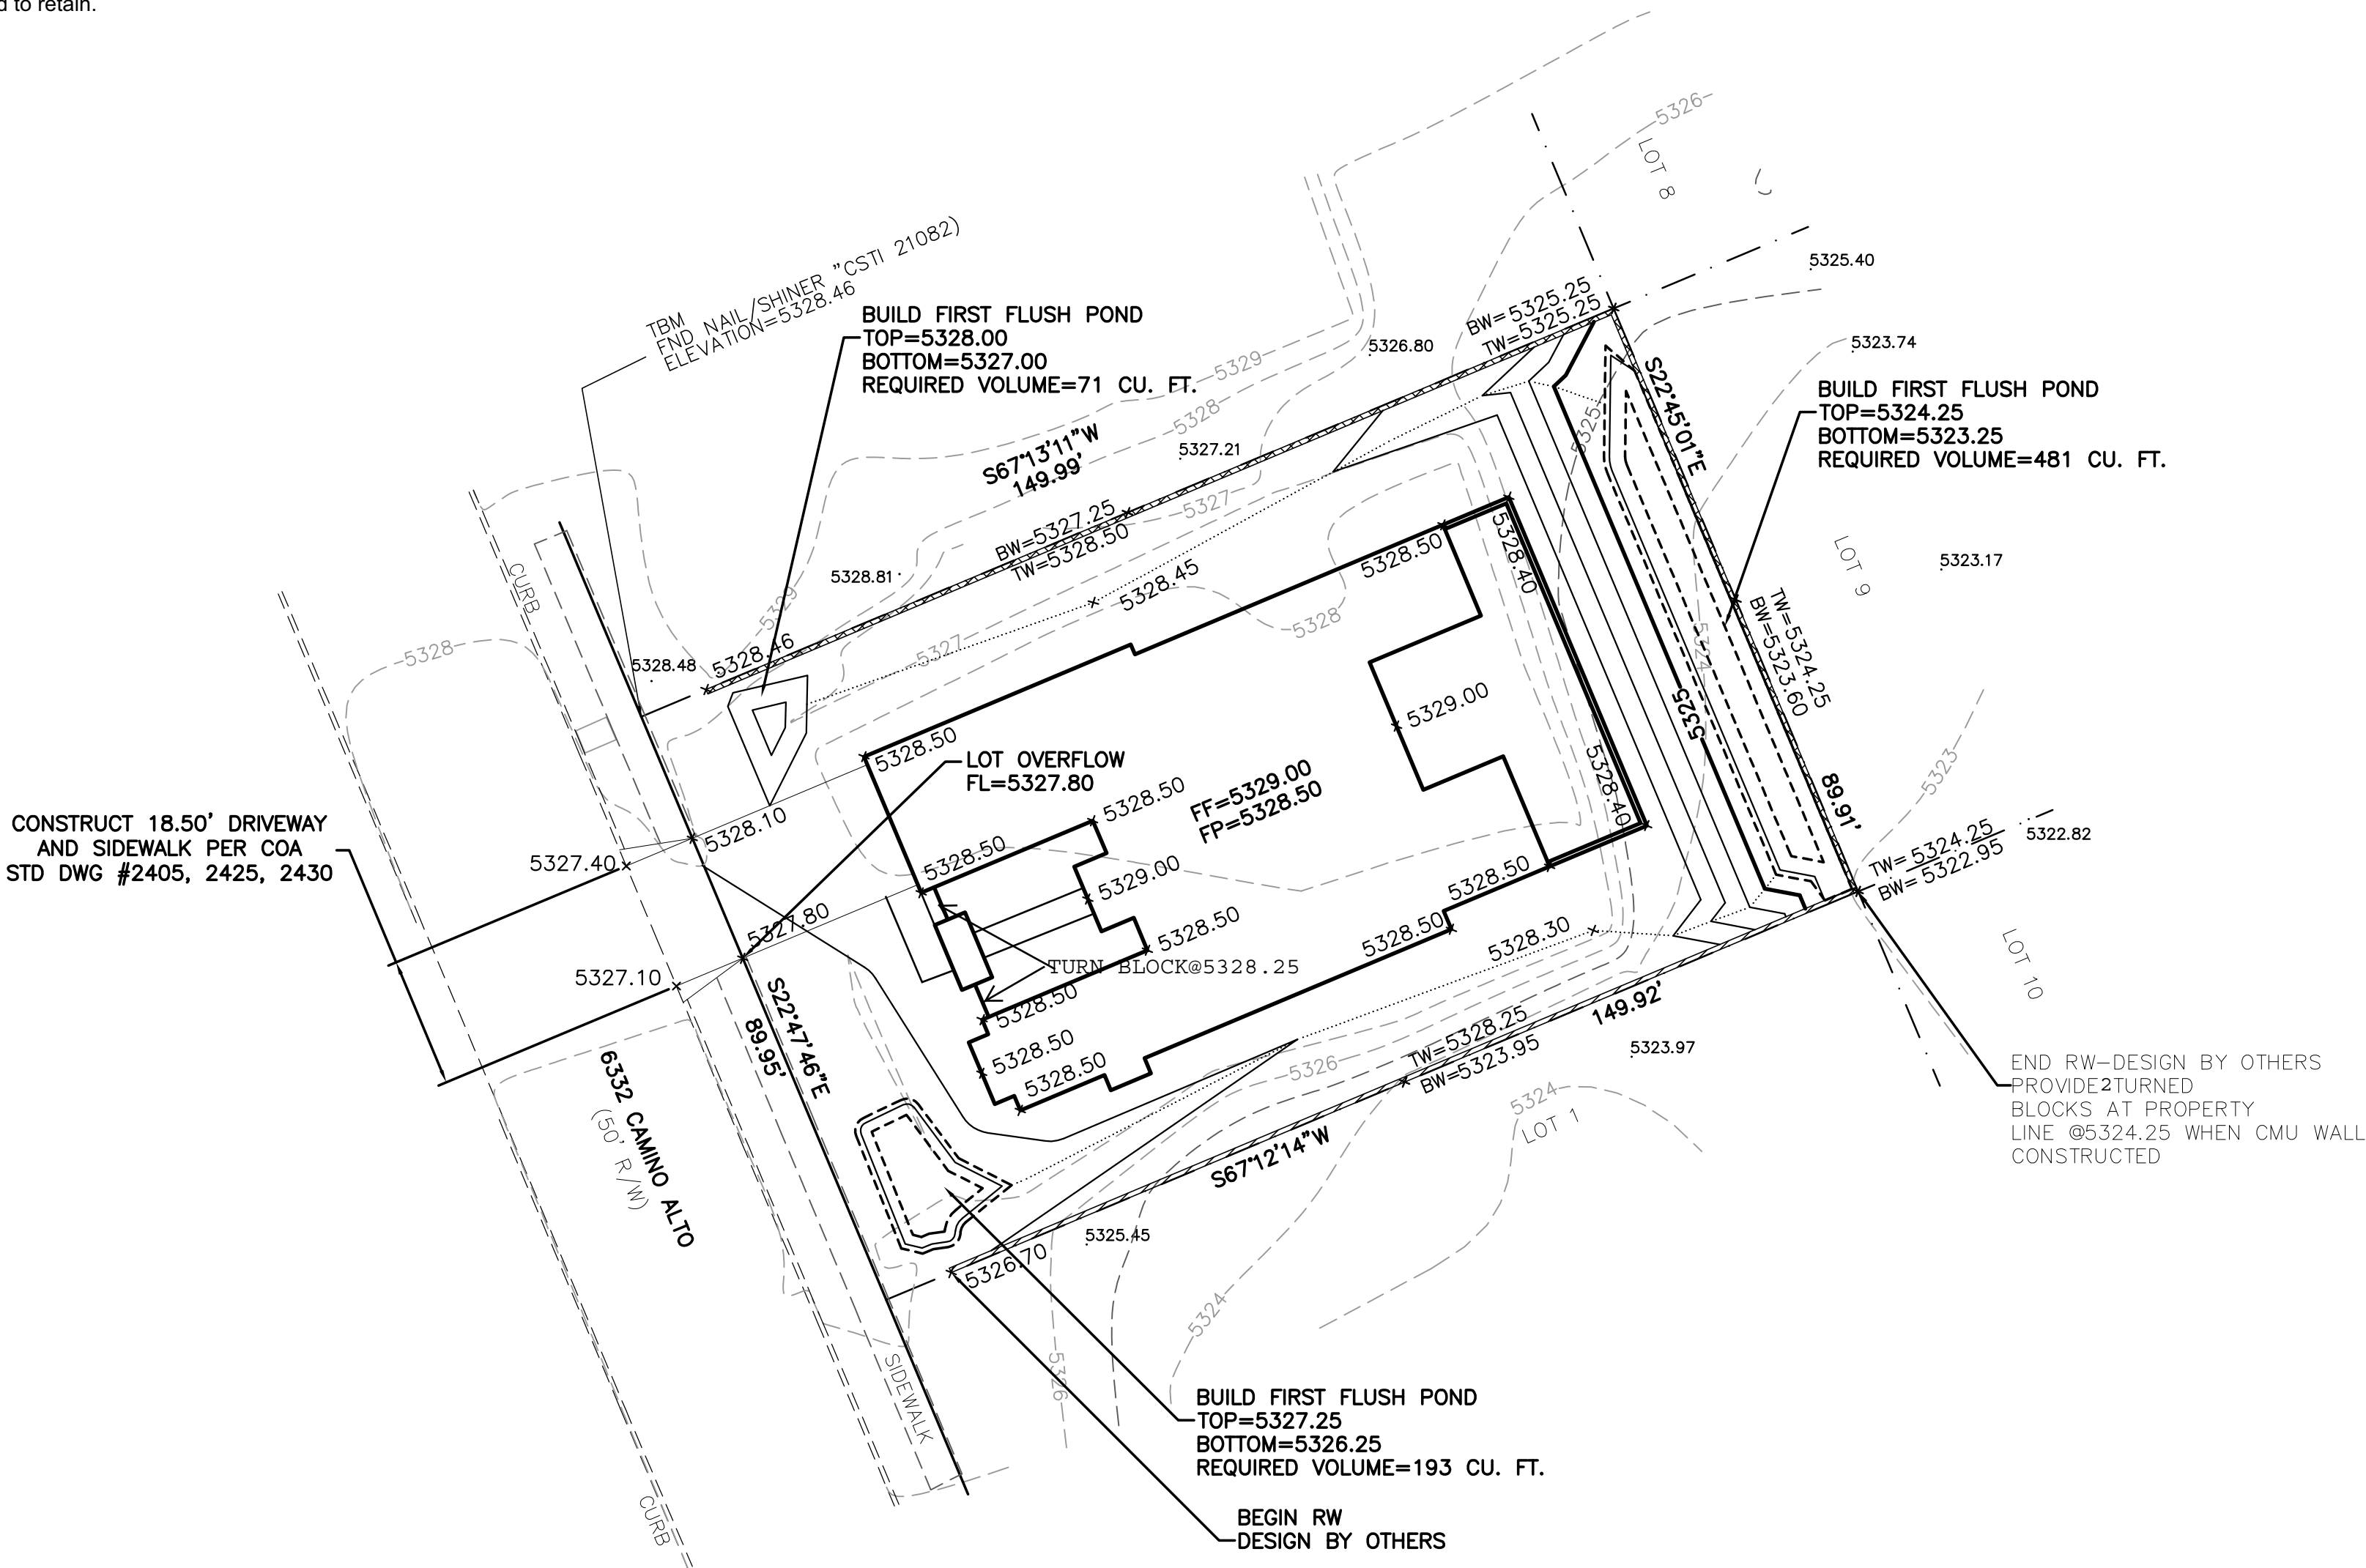 d to retain.
-5326-
LOT 8
TBM
FND NAIL/SHINER "CSTI 21082)
ELEVATION=5328.46
BUILD FIRST FLUSH POND
TOP=5328.00
BOTTOM=5327.00
REQUIRED VOLUME=71 CU. FT.
BW=5325.25
TW=5325.25
5325.40
5326.80
5323.74
-5329-
-5328-
S67°13'11"W
149.99'
5327.21
-5327-
BW=5327.25
TW=5328.50
S22°45'01"E
BUILD FIRST FLUSH POND
TOP=5324.25
BOTTOM=5323.25
REQUIRED VOLUME=481 CU. FT.
5325-
CURB
5328.81
-5329
5328.45
5328.50
5328.40
-5328
5323.17
LOT 9
TW=5324.25
BW=5323.60
5324
-5328-
5328.48
5328.46
-5327-
5325
5329.00
5328.50
LOT OVERFLOW
FL=5327.80
5328.50
FF=5329.00
FP=5328.50
5328.40
-5323-
89.91'
CONSTRUCT 18.50' DRIVEWAY
AND SIDEWALK PER COA
STD DWG #2405, 2425, 2430
5328.10
5327.40
5328.50
5329.00
5328.50
TW=5324.25
BW=5322.95
5322.82
5327.80
5328.50
5328.50
5328.30
5327.10
TURN BLOCK@5328.25
LOT 10
S22°47'46"E
89.95'
5328.50
5328.50
5328.50
149.92'
TW=5328.25
BW=5323.95
5323.97
-5326-
5324-
LOT 1
END RW-DESIGN BY OTHERS
PROVIDE2TURNED
BLOCKS AT PROPERTY
LINE @5324.25 WHEN CMU WALL
CONSTRUCTED
6332 CAMINO ALTO
(50' R/W)
S67°12'14"W
5325.45
5326.70
-5324-
-5326-
SIDEWALK
BUILD FIRST FLUSH POND
TOP=5327.25
BOTTOM=5326.25
REQUIRED VOLUME=193 CU. FT.
CURB
BEGIN RW
DESIGN BY OTHERS